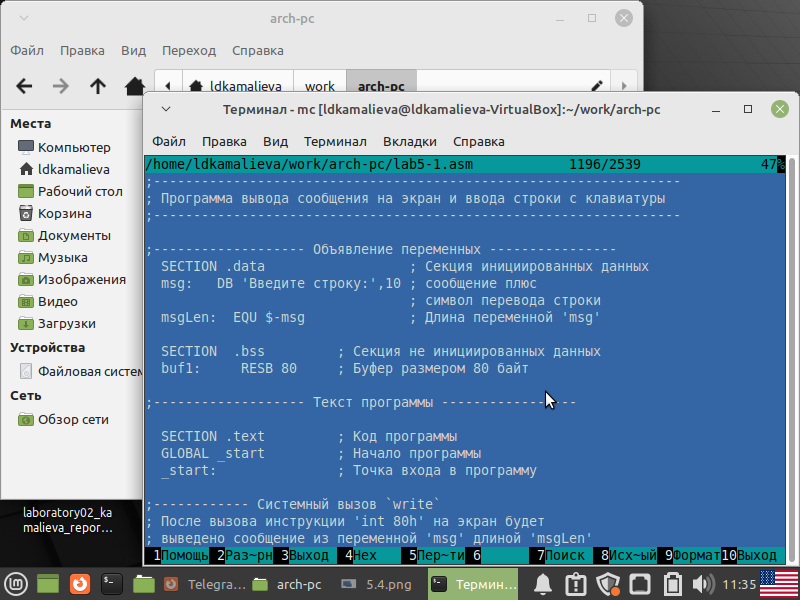 arch-pc
Файл Правка Вид Переход Справка
ldkamalieva work arch-pc
Места
Компьютер
ldkamalieva
Рабочий стол
Корзина
Документы
Музыка
Изображения
Видео
Загрузки
Устройства
Файловая систем
Сеть
Обзор сети
laboratory02_ka
malieva_repor...
Терминал - mc [ldkamalieva@ldkamalieva-VirtualBox]:~/work/arch-pc
Файл Правка Вид Терминал Вкладки Справка
/home/ldkamalieva/work/arch-pc/lab5-1.asm 1196/2539 47%
;------------------------------------------------------------------
; Программа вывода сообщения на экран и ввода строки с клавиатуры
;------------------------------------------------------------------
;------------------- Объявление переменных ----------------
SECTION .data ; Секция инициированных данных
msg: DB 'Введите строку:',10 ; сообщение плюс
; символ перевода строки
msgLen: EQU $-msg ; Длина переменной 'msg'
SECTION .bss ; Секция не инициированных данных
buf1: RESB 80 ; Буфер размером 80 байт
;------------------- Текст программы -----------------
SECTION .text ; Код программы
GLOBAL _start ; Начало программы
_start: ; Точка входа в программу
;------------ Системный вызов `write`
; После вызова инструкции 'int 80h' на экран будет
; выведено сообщение из переменной 'msg' длиной 'msgLen'
1Помощь 2Раз~рн 3Выход 4Hex 5Пер~ти 6 7Поиск 8Исх~ый 9Формат 10Выход
Telegra... arch-pc 5.4.png Термин... 11:35